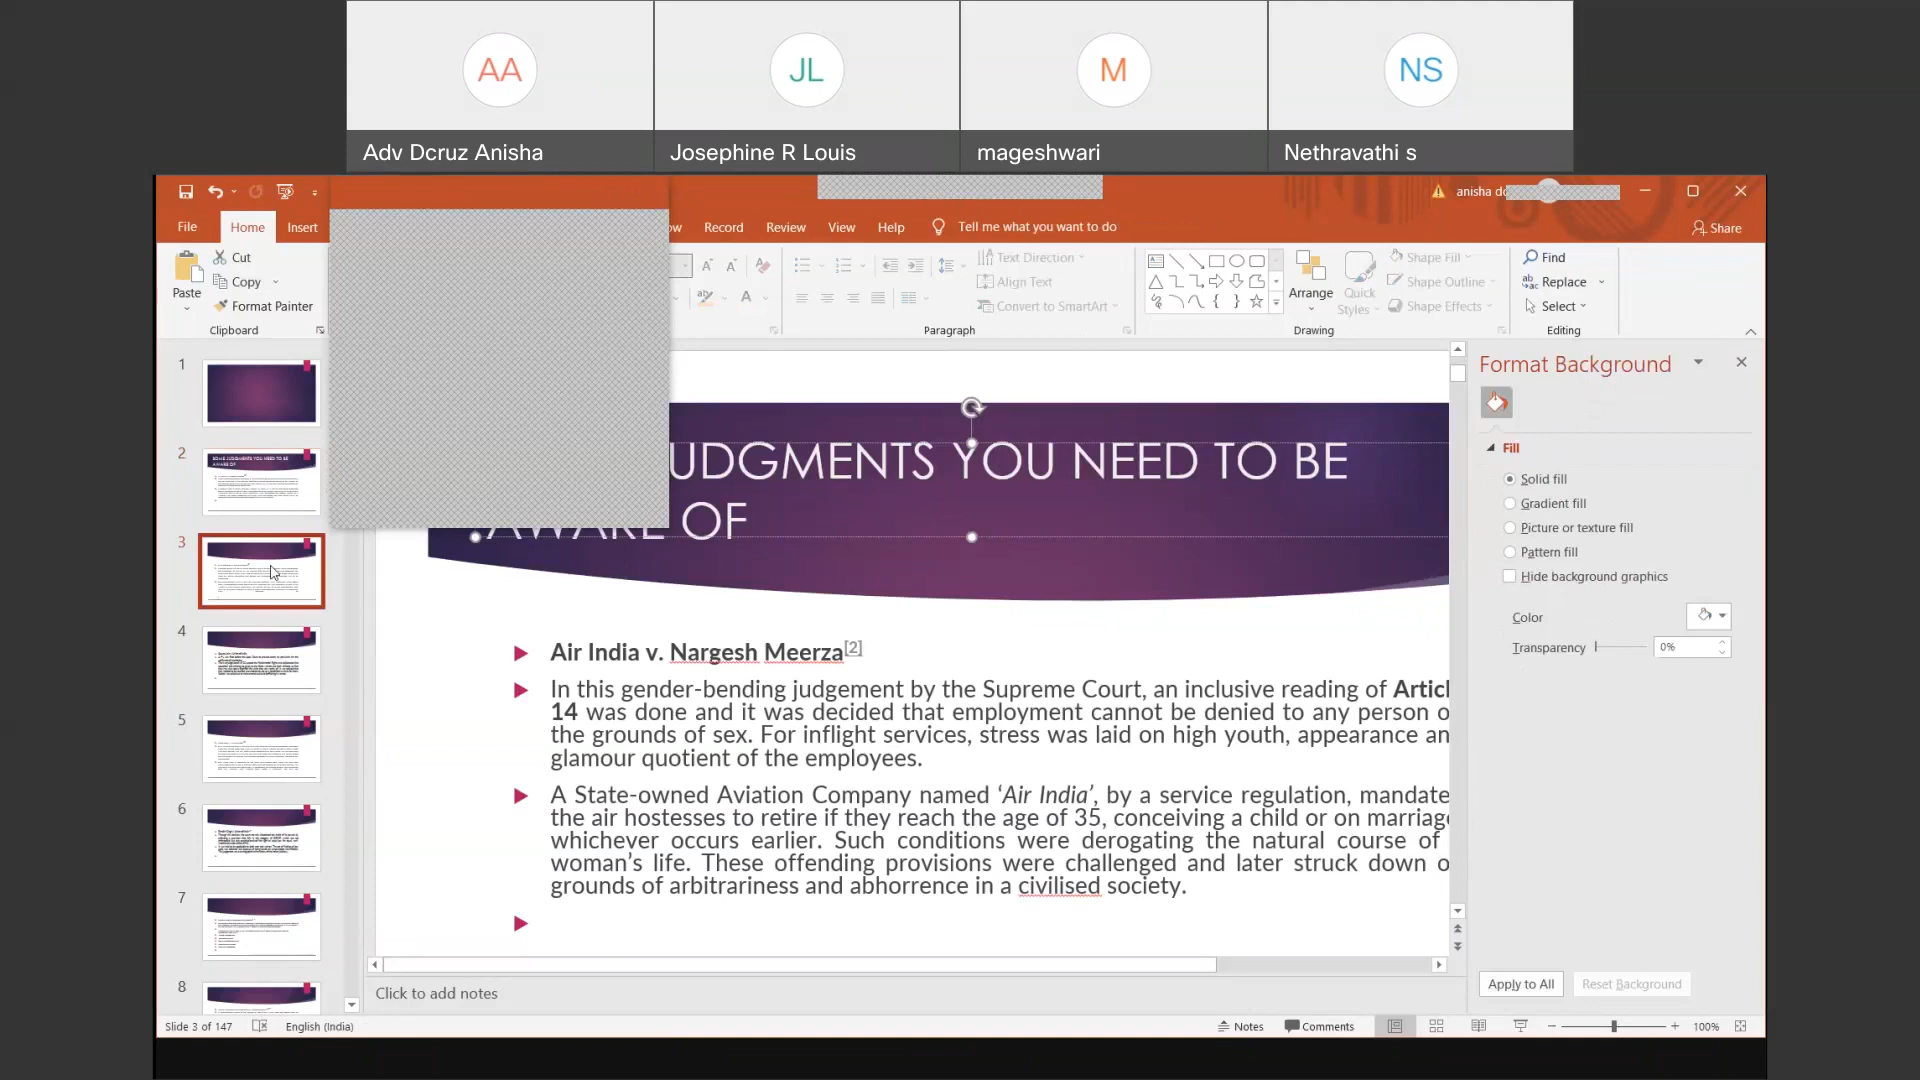 AA
JL
M
NS
Adv Dcruz Anisha
Josephine R Louis
mageshwari
Nethravathi s
anisha
File
Home
Insert
Record
Review
View
Help
Tell me what you want to do
Share
Paste
Cut
Copy
Format Painter
Clipboard
Text Direction
Align Text
Convert to SmartArt
Paragraph
Arrange
Quick
Styles
Shape Fill
Shape Outline
Shape Effects
Drawing
Find
Replace
Select
Editing
1
2
SOME JUDGMENTS YOU NEED TO BE
AWARE OF
3
4
5
6
7
8
UDGMENTS YOU NEED TO BE
AWARE OF
Air India v. Nargesh Meerza[2]
In this gender-bending judgement by the Supreme Court, an inclusive reading of Articl
14 was done and it was decided that employment cannot be denied to any person o
the grounds of sex. For inflight services, stress was laid on high youth, appearance an
glamour quotient of the employees.
A State-owned Aviation Company named ‘Air India’, by a service regulation, mandate
the air hostesses to retire if they reach the age of 35, conceiving a child or on marriag
whichever occurs earlier. Such conditions were derogating the natural course of
woman’s life. These offending provisions were challenged and later struck down o
grounds of arbitrariness and abhorrence in a civilised society.
Format Background
Fill
Solid fill
Gradient fill
Picture or texture fill
Pattern fill
Hide background graphics
Color
Transparency
0%
Apply to All
Reset Background
Click to add notes
Slide 3 of 147
English (India)
Notes
Comments
100%